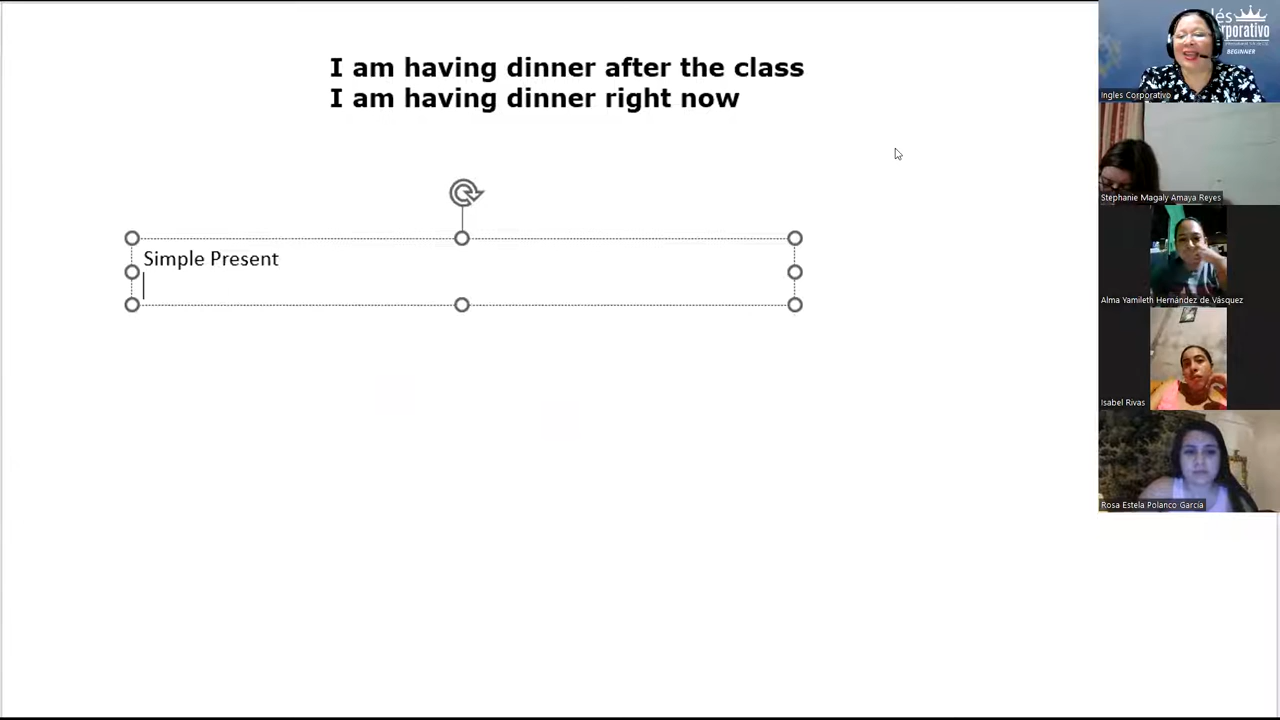 I am having dinner after the class
I am having dinner right now
Simple Present
BEGINNER
Ingles Corporativo
Stephanie Magaly Amaya Reyes
Alma Yamileth Hernández de Vásquez
Isabel Rivas
Rosa Estela Polanco García